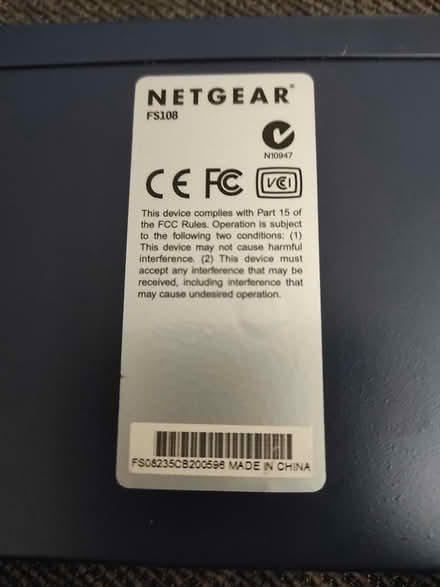 NETGEAR®
FS108
N10947
CE FC VCI
This device complies with Part 15 of
the FCC Rules. Operation is subject
to the following two conditions: (1)
This device may not cause harmful
interference. (2) This device must
accept any interference that may be
received, including interference that
may cause undesired operation.
FS08235CB200596 MADE IN CHINA